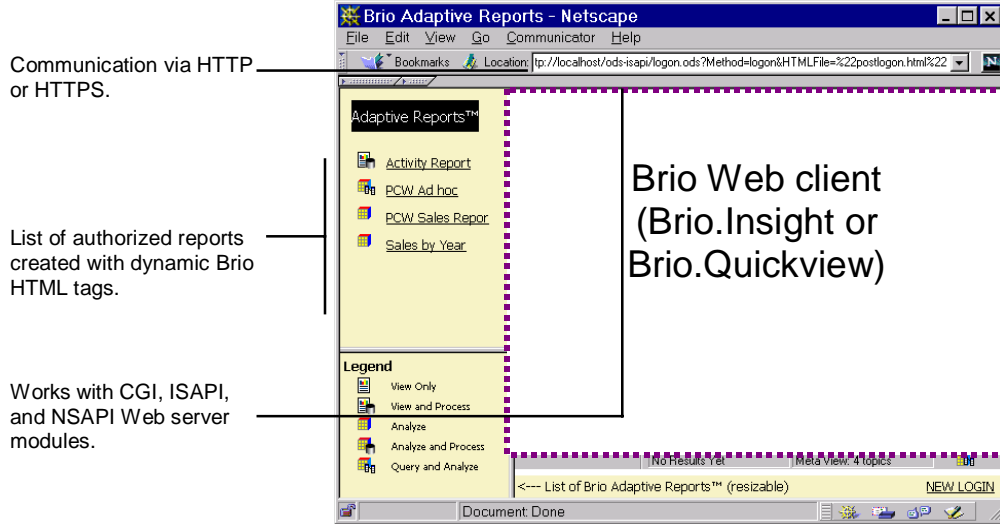 Brio Adaptive Reports - Netscape
File Edit View Go Communicator Help
Bookmarks Location: tp://localhost/ods-isapi/logon.ods?Method=logon&HTMLFile=%22postlogon.html%22
N
Communication via HTTP
or HTTPS.
Adaptive Reports™
Activity Report
PCW Ad hoc
PCW Sales Repor
Sales by Year
List of authorized reports
created with dynamic Brio
HTML tags.
Brio Web client
(Brio.Insight or
Brio.Quickview)
Legend
View Only
View and Process
Analyze
Analyze and Process
Query and Analyze
Works with CGI, ISAPI,
and NSAPI Web server
modules.
No Results Yet Meta View: 4 topics
<--- List of Brio Adaptive Reports™ (resizable) NEW LOGIN
Document: Done